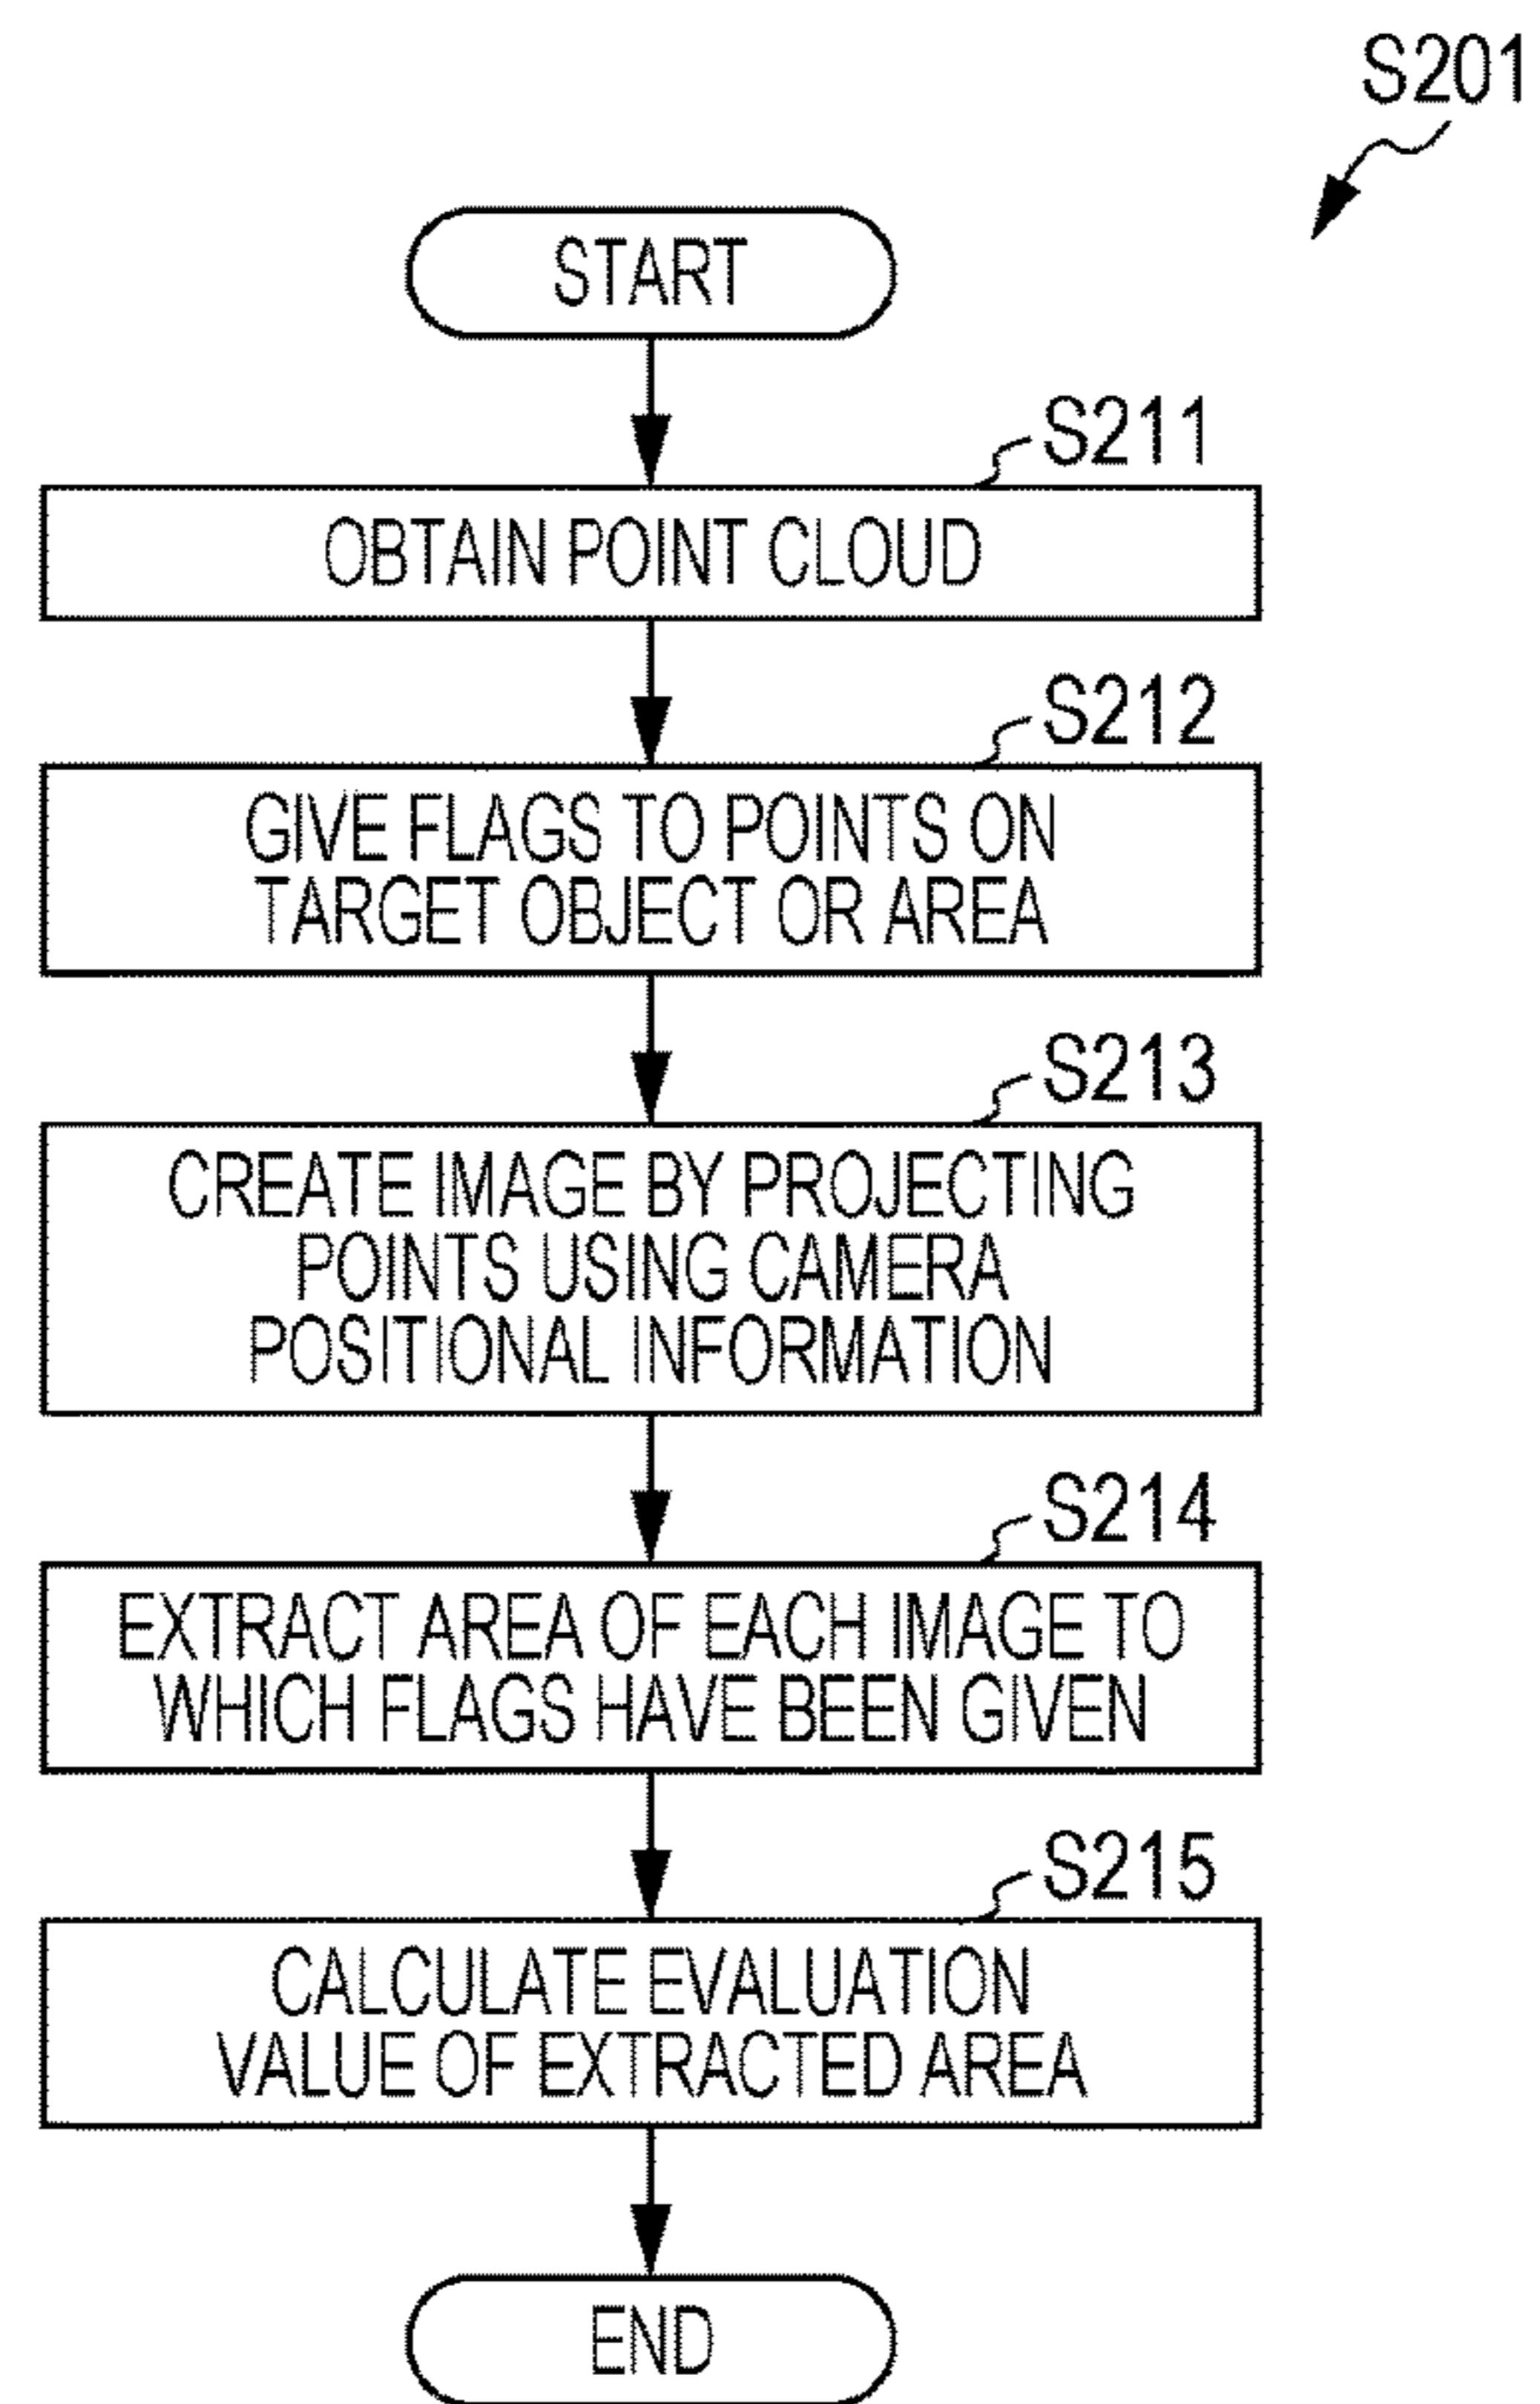 S201
START
S211
OBTAIN POINT CLOUD
S212
GIVE FLAGS TO POINTS ON
TARGET OBJECT OR AREA
S213
CREATE IMAGE BY PROJECTING
POINTS USING CAMERA
POSITIONAL INFORMATION
S214
EXTRACT AREA OF EACH IMAGE TO
WHICH FLAGS HAVE BEEN GIVEN
S215
CALCULATE EVALUATION
VALUE OF EXTRACTED AREA
END